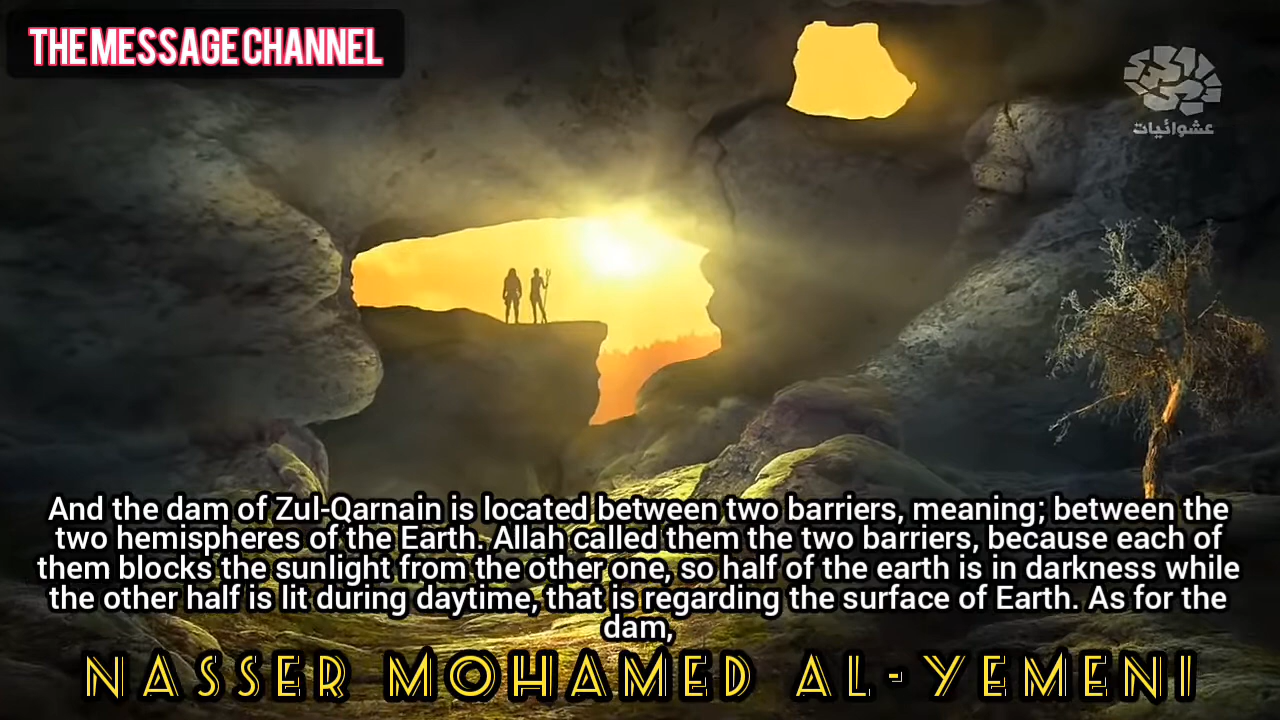 THE MESSAGE CHANNEL
عشوائيات
And the dam of Zul-Qarnain is located between two barriers, meaning; between the
two hemispheres of the Earth. Allah called them the two barriers, because each of
them blocks the sunlight from the other one, so half of the earth is in darkness while
the other half is lit during daytime, that is regarding the surface of Earth. As for the
dam,
NASSER MOHAMED AL-YEMENI